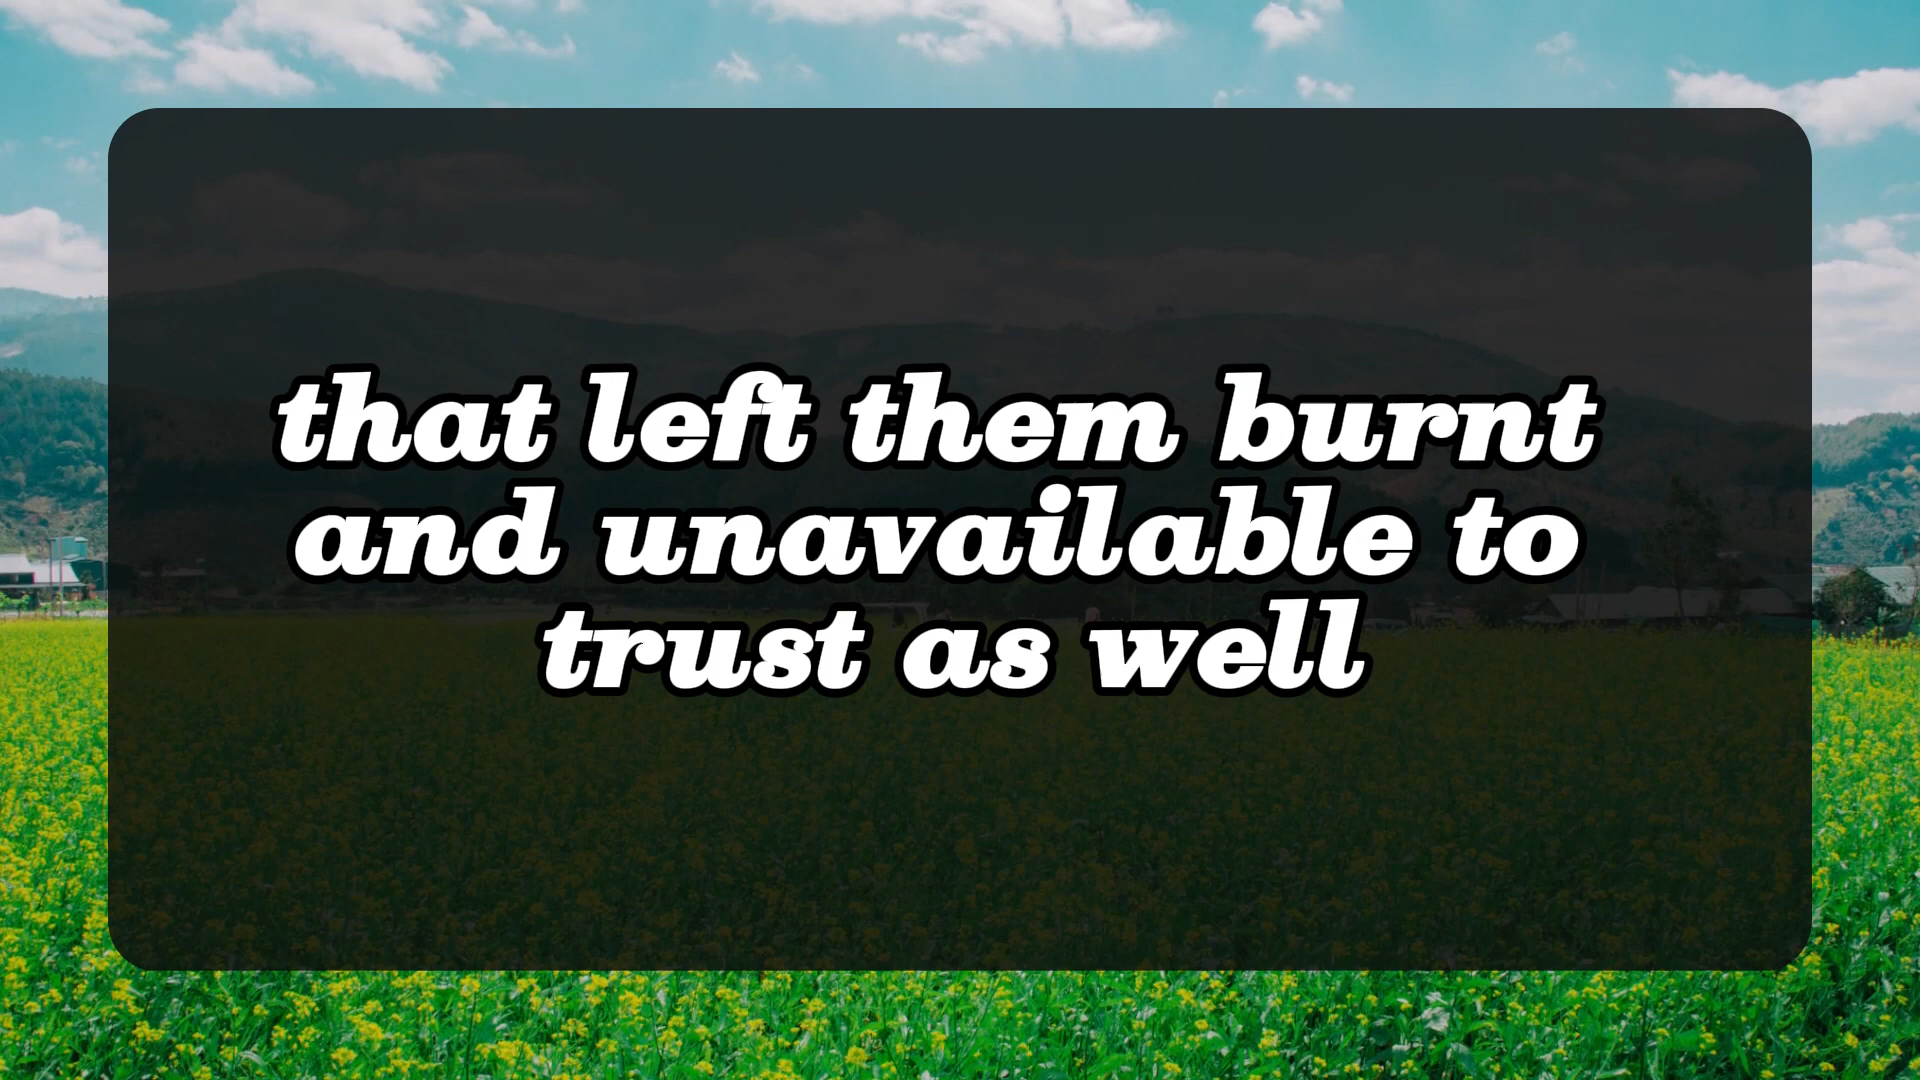 that left them burnt
and unavailable to
trust as well